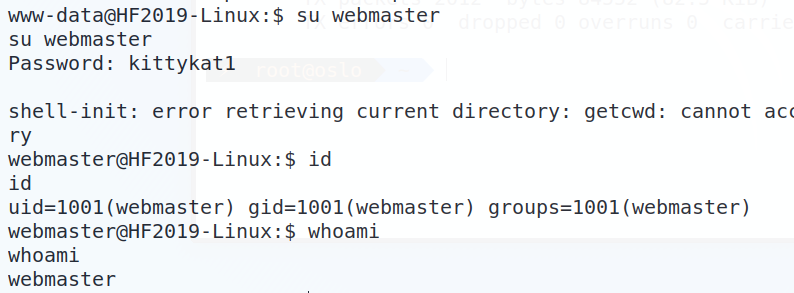 www-data@HF2019-Linux:$ su webmaster
su webmaster
Password: kittykat1
root@oslo
shell-init: error retrieving current directory: getcwd: cannot acc
ry
webmaster@HF2019-Linux:$ id
id
uid=1001(webmaster) gid=1001(webmaster) groups=1001(webmaster)
webmaster@HF2019-Linux:$ whoami
whoami
webmaster